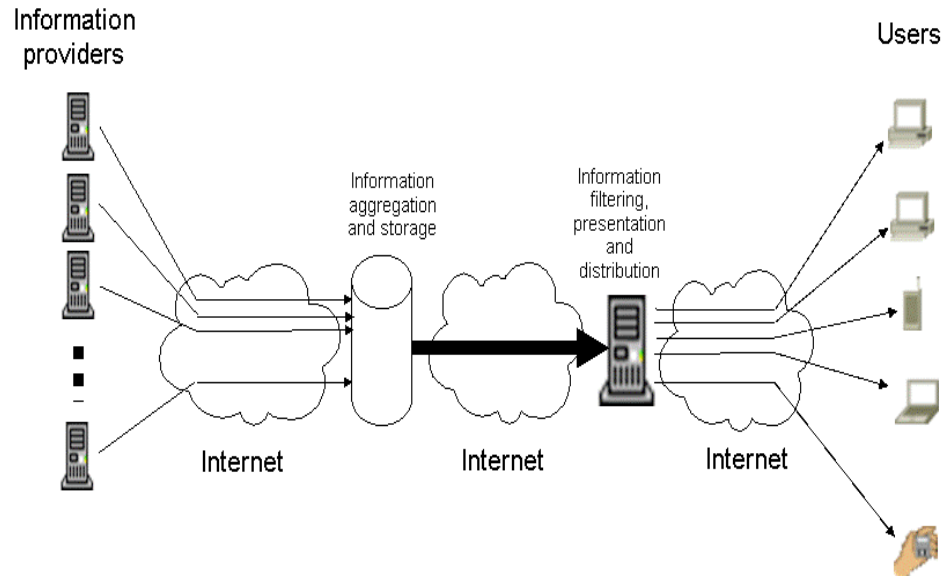 Information
providers
Users
Information
aggregation
and storage
Information
filtering,
presentation
and
distribution
Internet
Internet
Internet